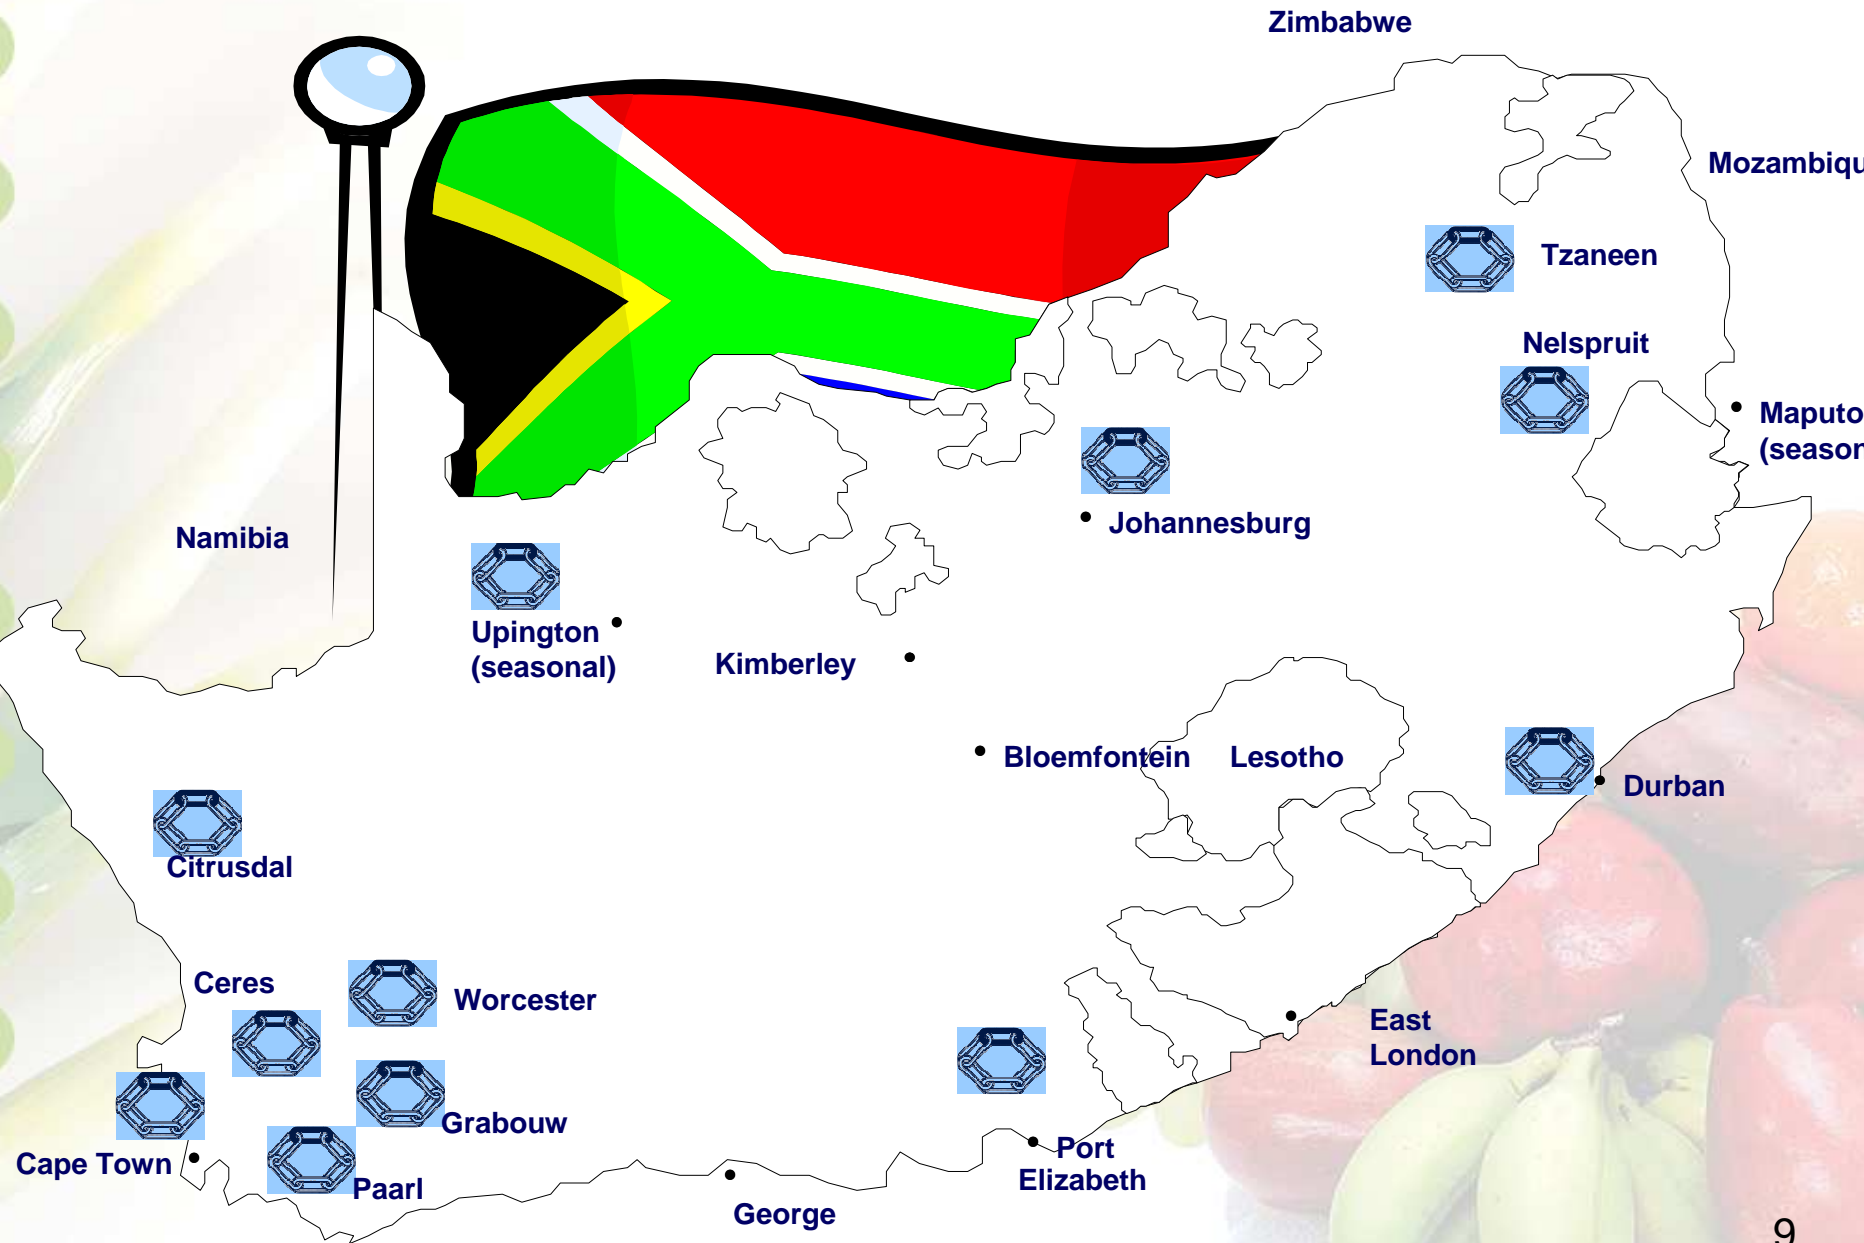 Zimbabwe
Mozambiqu
Tzaneen
Nelspruit
Maputo
(season
Johannesburg
Namibia
Upington
(seasonal)
Kimberley
Bloemfontein
Lesotho
Durban
Citrusdal
Ceres
Worcester
East
London
Grabouw
Cape Town
Paarl
Port
Elizabeth
George
9